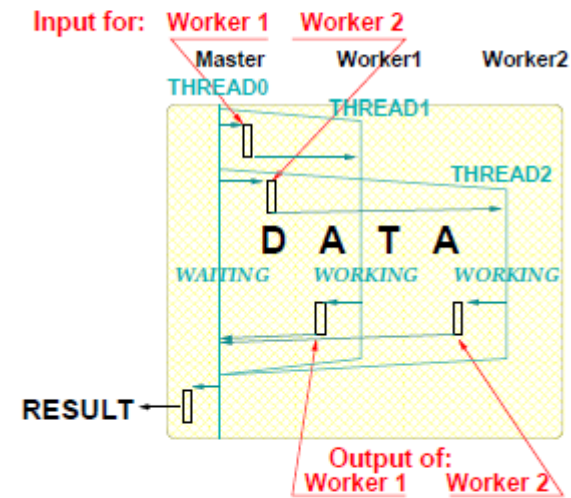 Input for: Worker 1 Worker 2
Master Worker1 Worker2
THREAD0
THREAD1
THREAD2
D A T A
WAITING WORKING WORKING
RESULT
Output of:
Worker 1 Worker 2